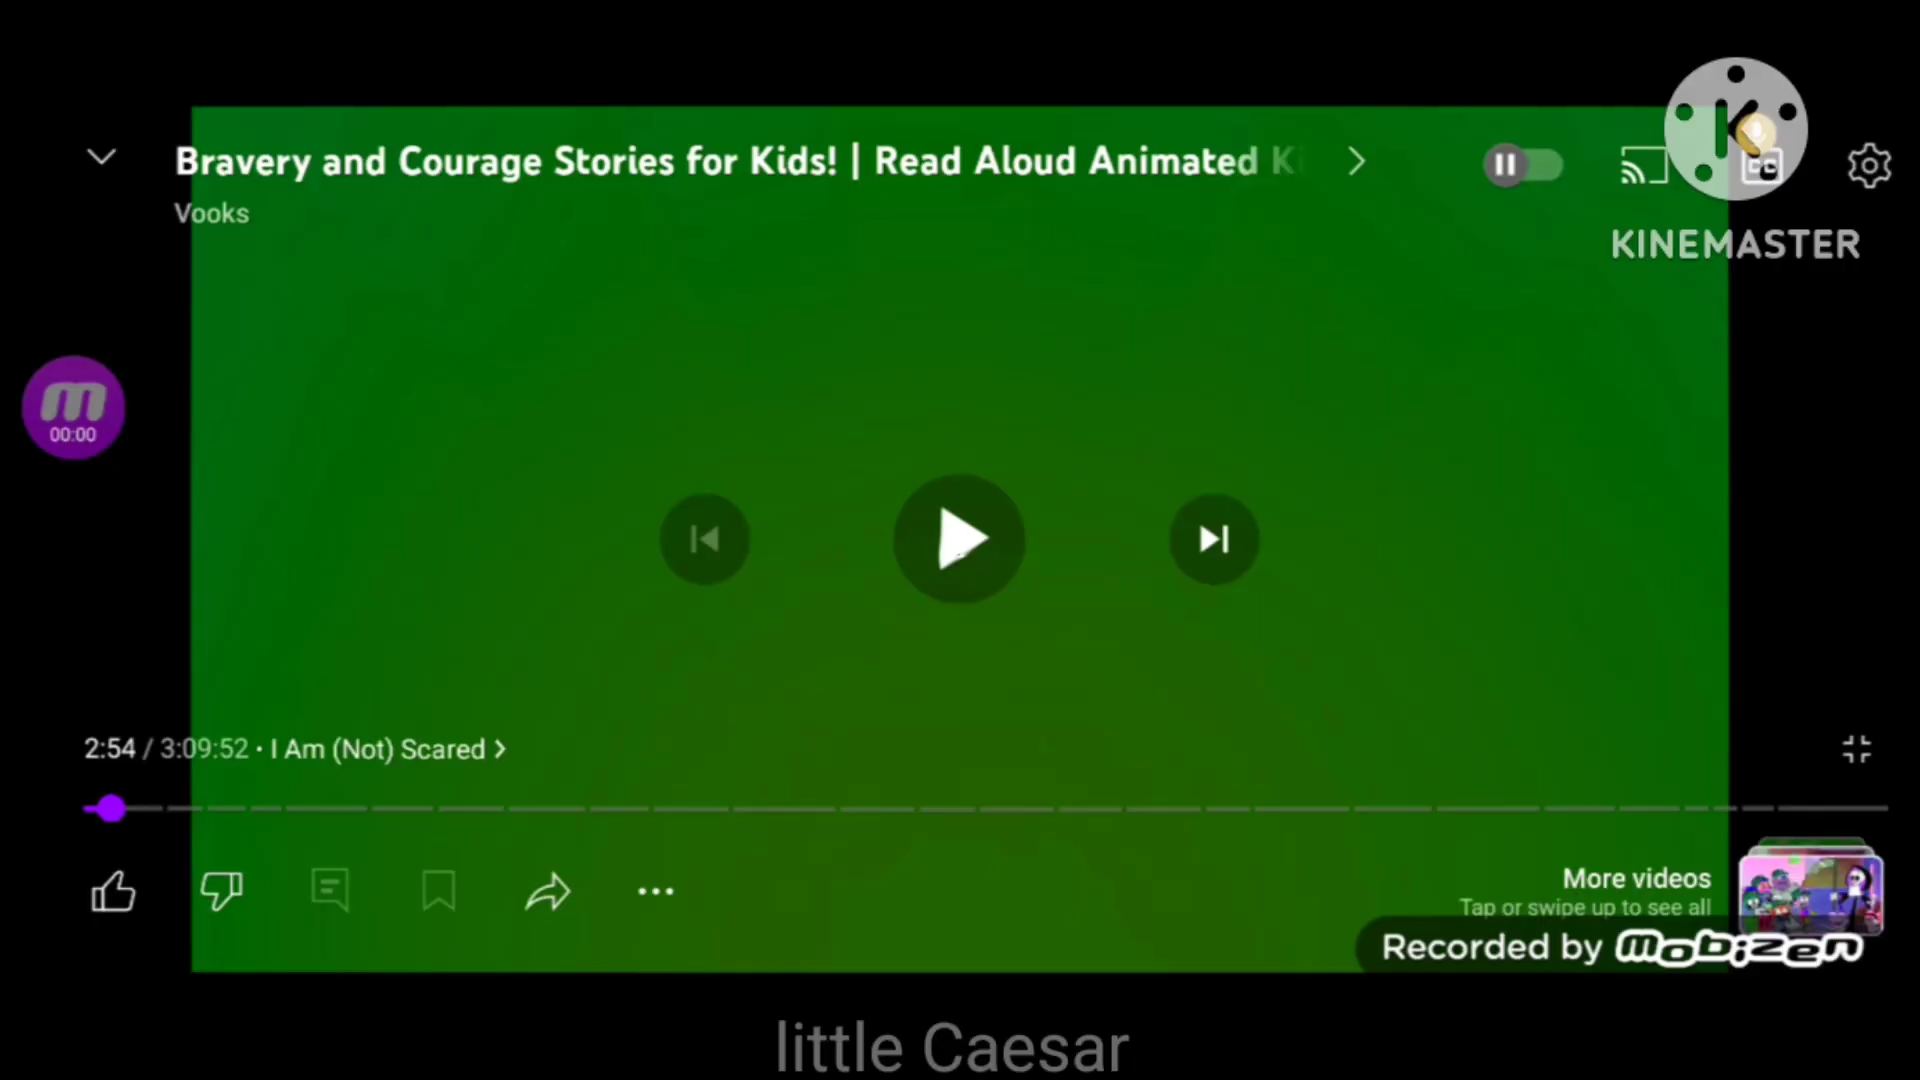 Bravery and Courage Stories for Kids! | Read Aloud Animated Ki
Vooks
KINEMASTER
m
00:00
2:54 / 3:09:52 · I Am (Not) Scared >
More videos
Tap or swipe up to see all
Recorded by mobizen
little Caesar